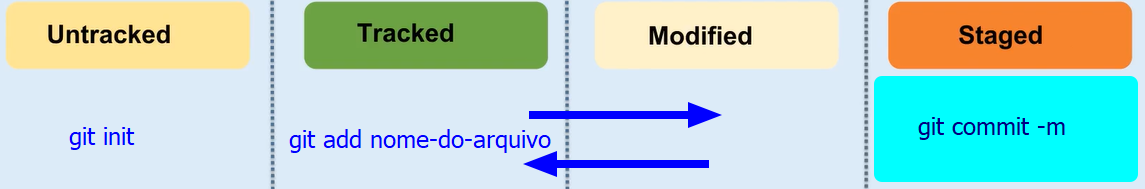 Untracked
Tracked
Modified
Staged
git init
git add nome-do-arquivo
git commit -m